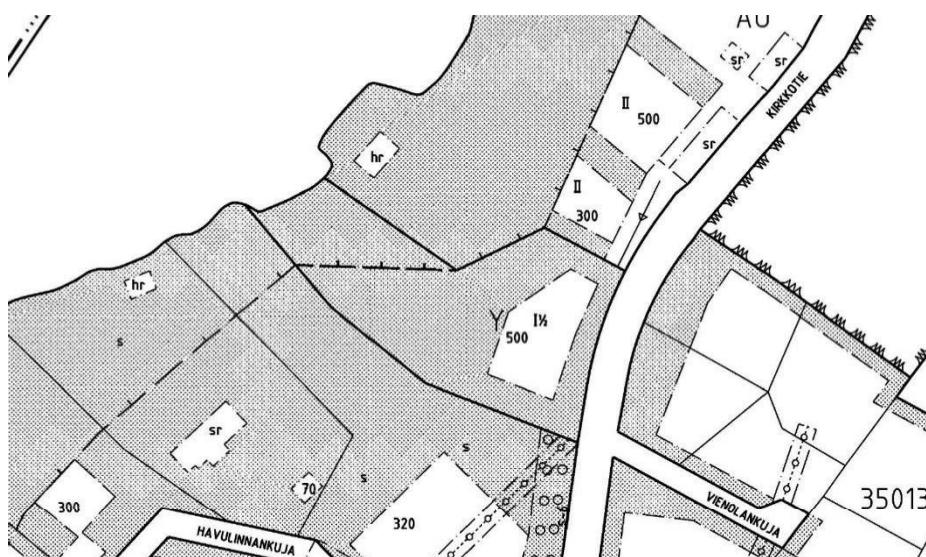 AO
sr
sr
KIRKKOTIE
II
500
sr
hr
II
300
hr
Y
I½
500
s
sr
s
s
70
300
320
HAVULINNANKUJA
VIENOLANKUJA
35013